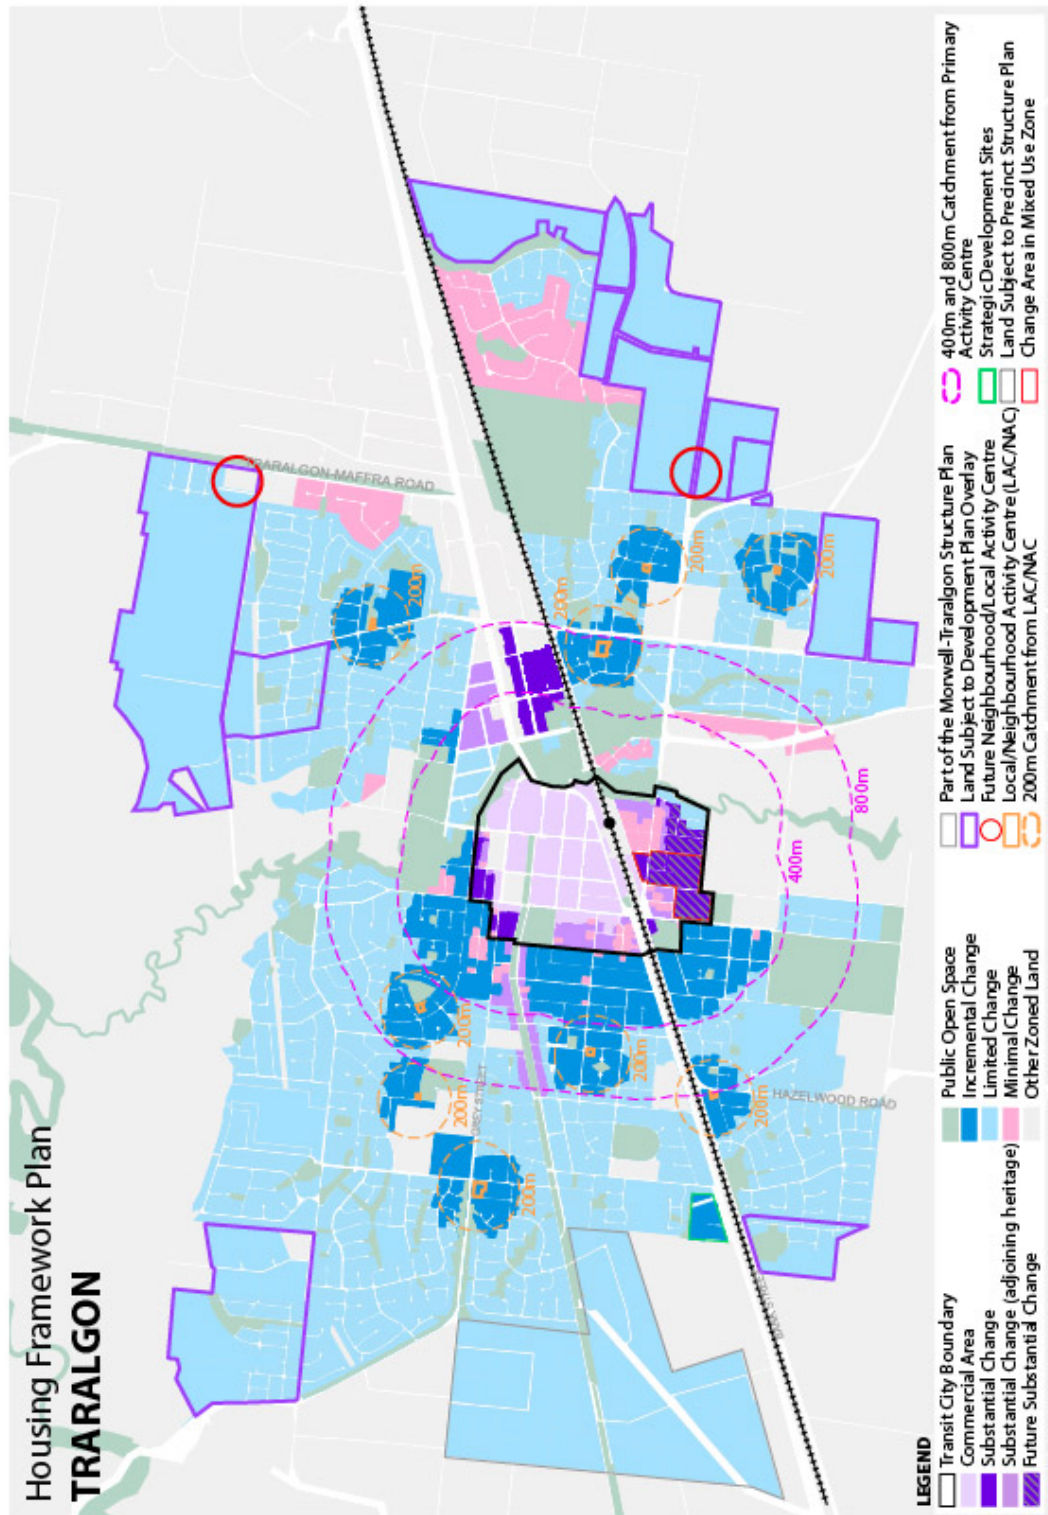 Housing Framework Plan
TRARALGON
TRARALGON-MAFFRA ROAD
200m
200m
200m
200m
200m
200m
200m
200m
200m
200m
400m
800m
GREY STREET
HAZELWOOD ROAD
LEGEND
Transit City Boundary
Commercial Area
Substantial Change
Substantial Change (adjoining heritage)
Future Substantial Change
Public Open Space
Incremental Change
Limited Change
Minimal Change
Other Zoned Land
Part of the Morwell-Traralgon Structure Plan
Land Subject to Development Plan Overlay
Future Neighbourhood/Local Activity Centre
Local/Neighbourhood Activity Centre (LAC/NAC)
200m Catchment from LAC/NAC
400m and 800m Catchment from Primary
Activity Centre
Strategic Development Sites
Land Subject to Precinct Structure Plan
Change Area in Mixed Use Zone